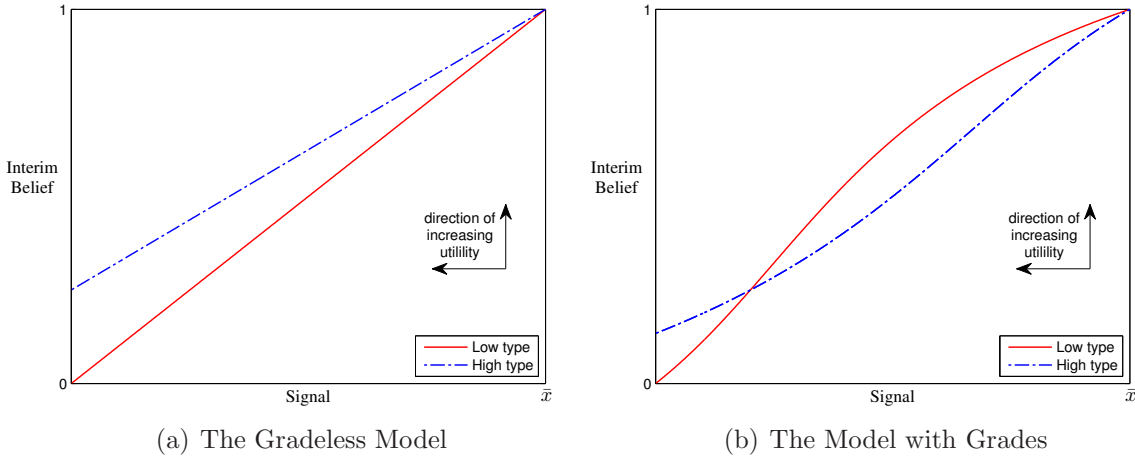 1
Interim
Belief
direction of
increasing
utilility
Low type
High type
0
Signal
x̄
(a) The Gradeless Model
1
Interim
Belief
direction of
increasing
utilility
Low type
High type
0
Signal
x̄
(b) The Model with Grades